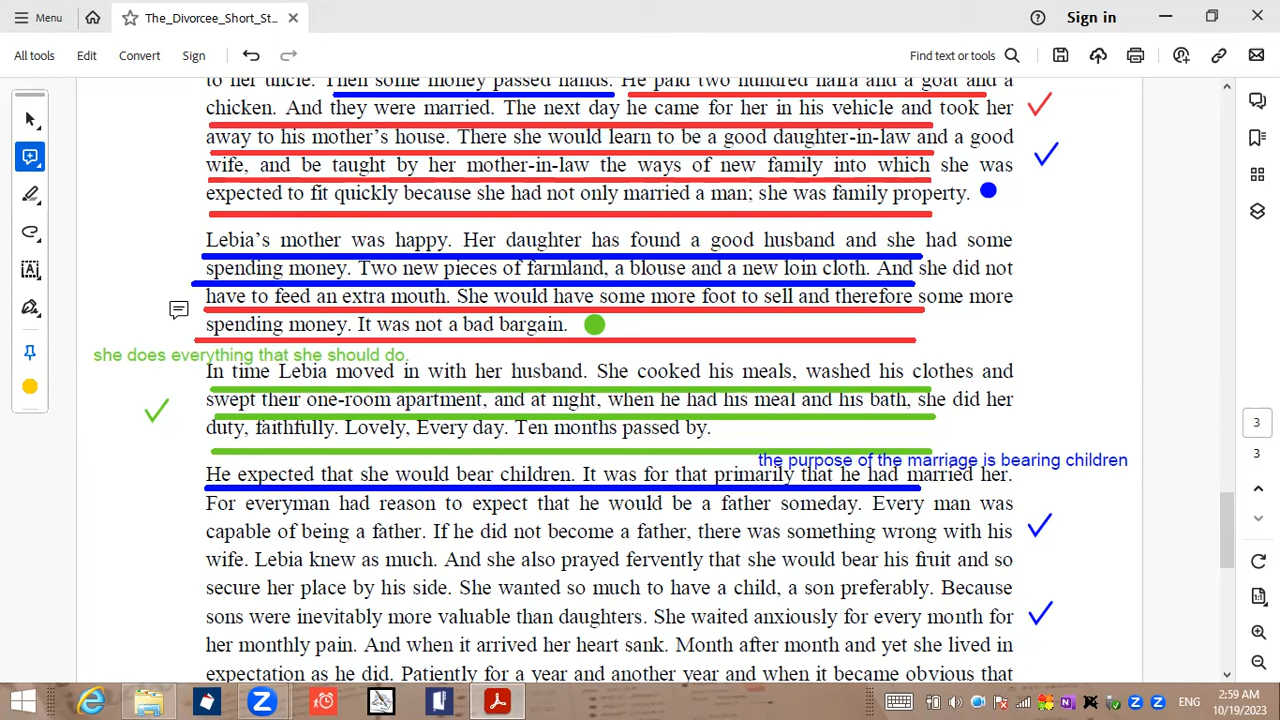 Menu
The_Divorcee_Short_St...
Sign in
All tools
Edit
Convert
Sign
Find text or tools
to her uncle. Then some money passed hands. He paid two hundred naira and a goat and a
chicken. And they were married. The next day he came for her in his vehicle and took her
away to his mother's house. There she would learn to be a good daughter-in-law and a good
wife, and be taught by her mother-in-law the ways of new family into which she was
expected to fit quickly because she had not only married a man; she was family property.
Lebia's mother was happy. Her daughter has found a good husband and she had some
spending money. Two new pieces of farmland, a blouse and a new loin cloth. And she did not
have to feed an extra mouth. She would have some more foot to sell and therefore some more
spending money. It was not a bad bargain.
she does everything that she should do.
In time Lebia moved in with her husband. She cooked his meals, washed his clothes and
swept their one-room apartment, and at night, when he had his meal and his bath, she did her
duty, faithfully. Lovely, Every day. Ten months passed by.
the purpose of the marriage is bearing children
He expected that she would bear children. It was for that primarily that he had married her.
For everyman had reason to expect that he would be a father someday. Every man was
capable of being a father. If he did not become a father, there was something wrong with his
wife. Lebia knew as much. And she also prayed fervently that she would bear his fruit and so
secure her place by his side. She wanted so much to have a child, a son preferably. Because
sons were inevitably more valuable than daughters. She waited anxiously for every month for
her monthly pain. And when it arrived her heart sank. Month after month and yet she lived in
expectation as he did. Patiently for a year and another year and when it became obvious that
3
3
ENG
2:59 AM
10/19/2023